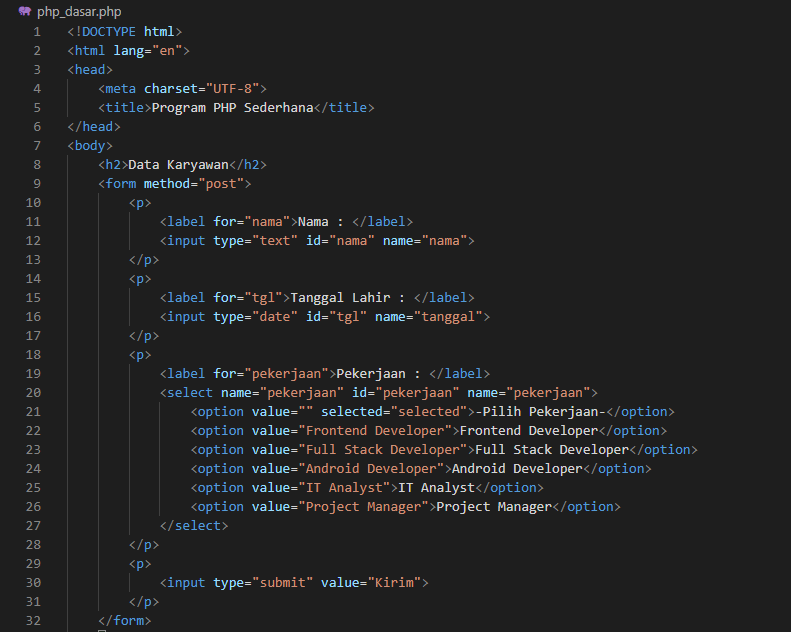 php_dasar.php
1 <!DOCTYPE html>
2 <html lang="en">
3 <head>
4     <meta charset="UTF-8">
5     <title>Program PHP Sederhana</title>
6 </head>
7 <body>
8     <h2>Data Karyawan</h2>
9     <form method="post">
10         <p>
11             <label for="nama">Nama : </label>
12             <input type="text" id="nama" name="nama">
13         </p>
14         <p>
15             <label for="tgl">Tanggal Lahir : </label>
16             <input type="date" id="tgl" name="tanggal">
17         </p>
18         <p>
19             <label for="pekerjaan">Pekerjaan : </label>
20             <select name="pekerjaan" id="pekerjaan" name="pekerjaan">
21                 <option value="" selected="selected">-Pilih Pekerjaan-</option>
22                 <option value="Frontend Developer">Frontend Developer</option>
23                 <option value="Full Stack Developer">Full Stack Developer</option>
24                 <option value="Android Developer">Android Developer</option>
25                 <option value="IT Analyst">IT Analyst</option>
26                 <option value="Project Manager">Project Manager</option>
27             </select>
28         </p>
29         <p>
30             <input type="submit" value="Kirim">
31         </p>
32     </form>